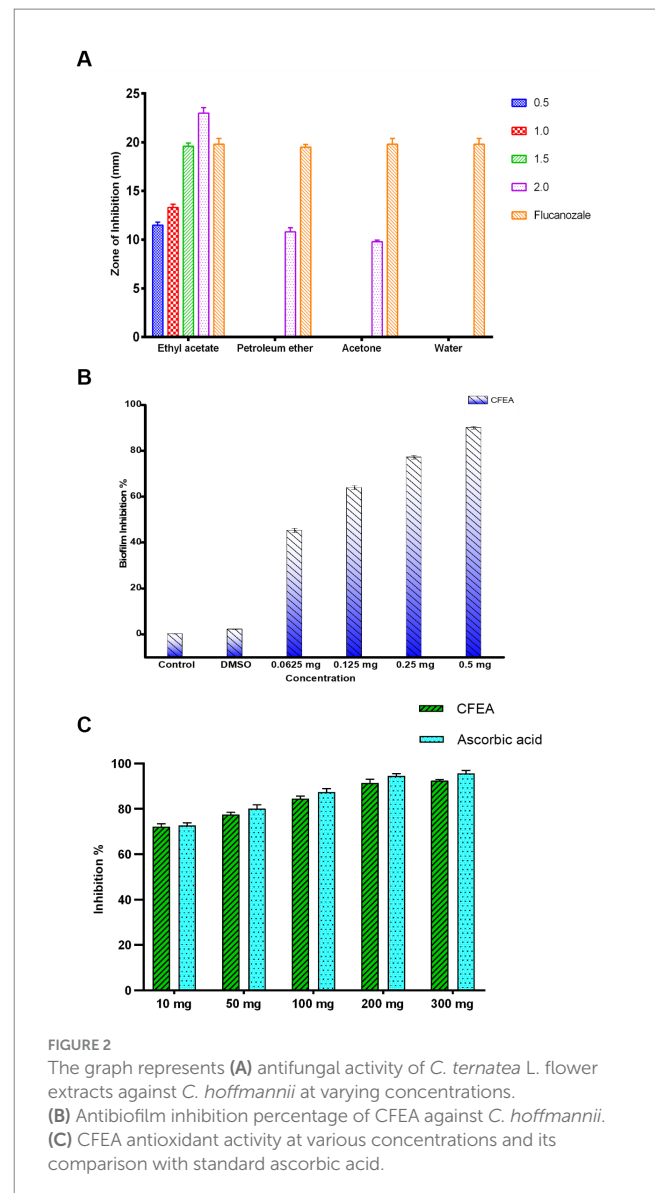 A
25
20
15
10
5
0
Zone of Inhibition (mm)
Ethyl acetate Petroleum ether Acetone Water
0.5
1.0
1.5
2.0
Flucanozale
B
100
80
60
40
20
0
Biofilm Inhibition %
Control DMSO 0.0625 mg 0.125 mg 0.25 mg 0.5 mg
Concentration
CFEA
C
CFEA
Ascorbic acid
100
80
60
40
20
0
Inhibition %
10 mg 50 mg 100 mg 200 mg 300 mg
FIGURE 2
The graph represents (A) antifungal activity of C. ternatea L. flower
extracts against C. hoffmannii at varying concentrations.
(B) Antibiofilm inhibition percentage of CFEA against C. hoffmannii.
(C) CFEA antioxidant activity at various concentrations and its
comparison with standard ascorbic acid.